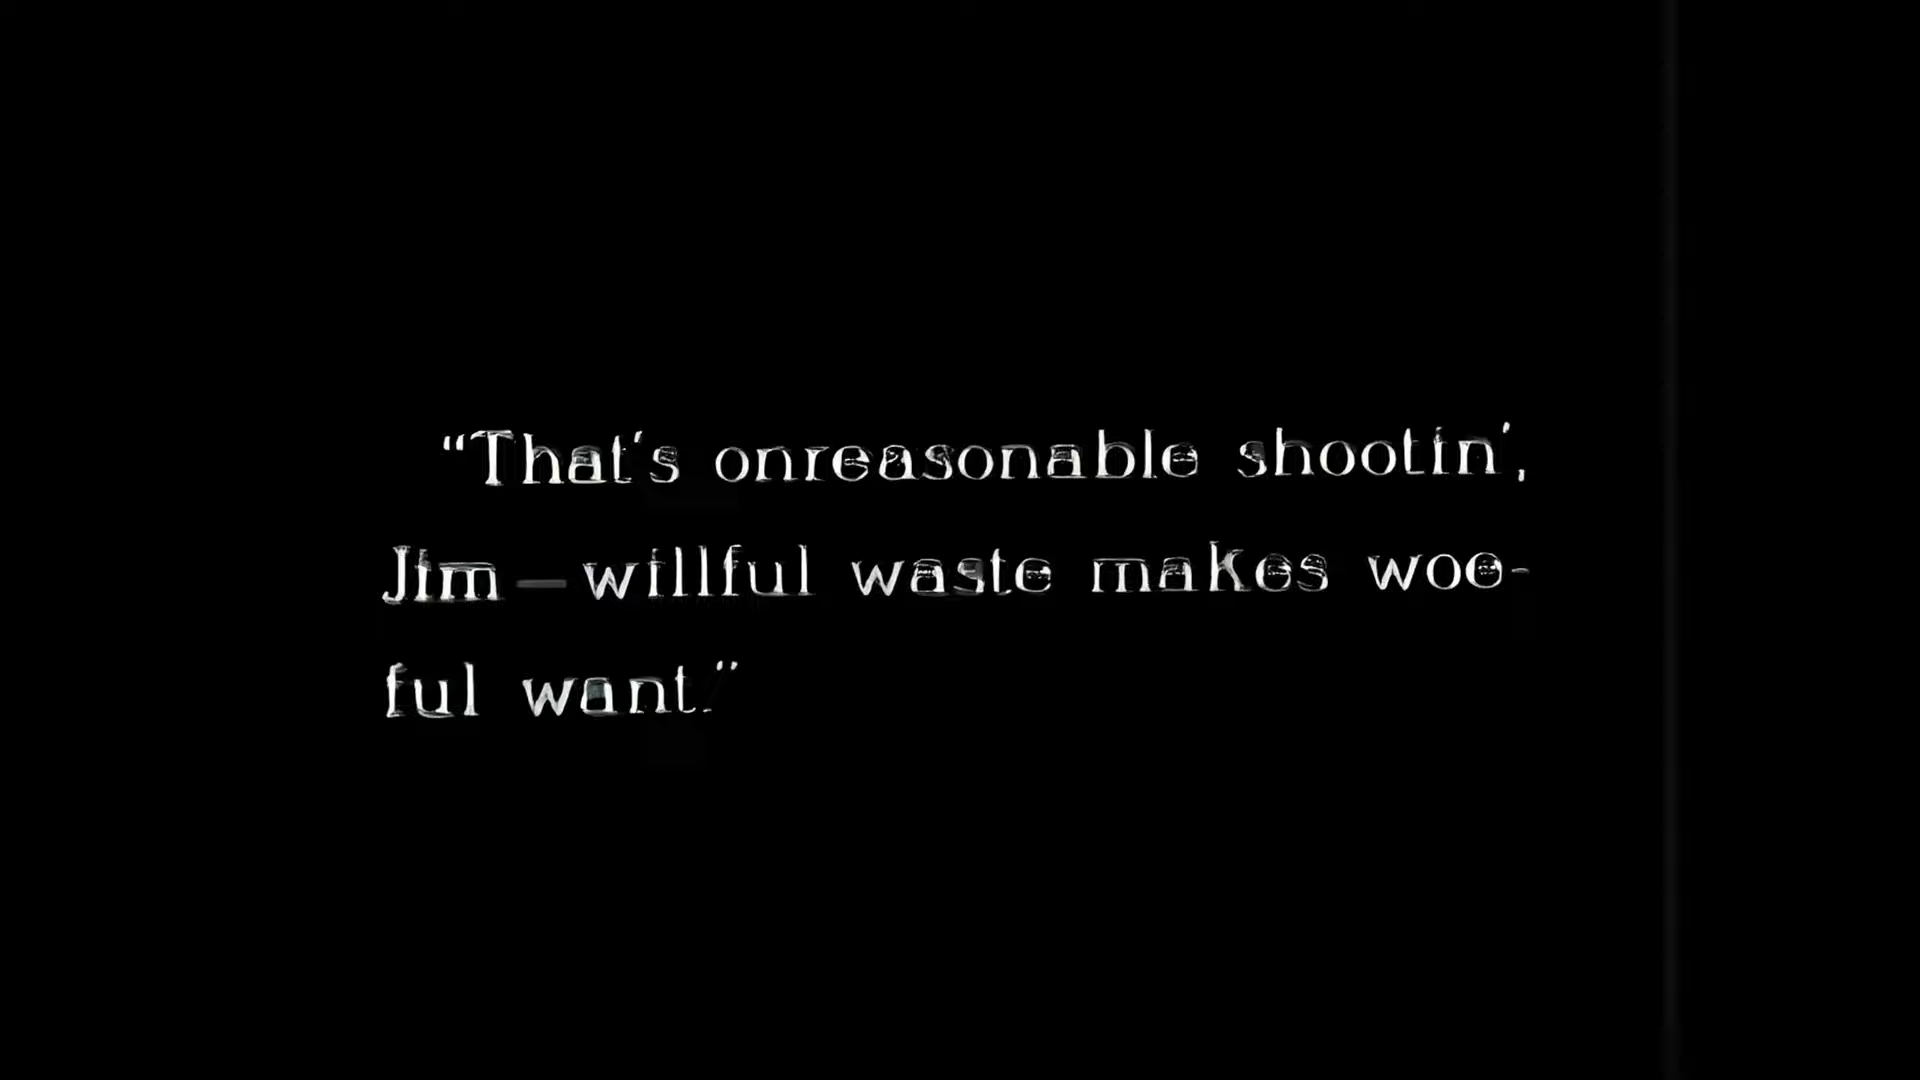 “That's onreasonable shootin',
Jim — willful waste makes woe-
ful want.”